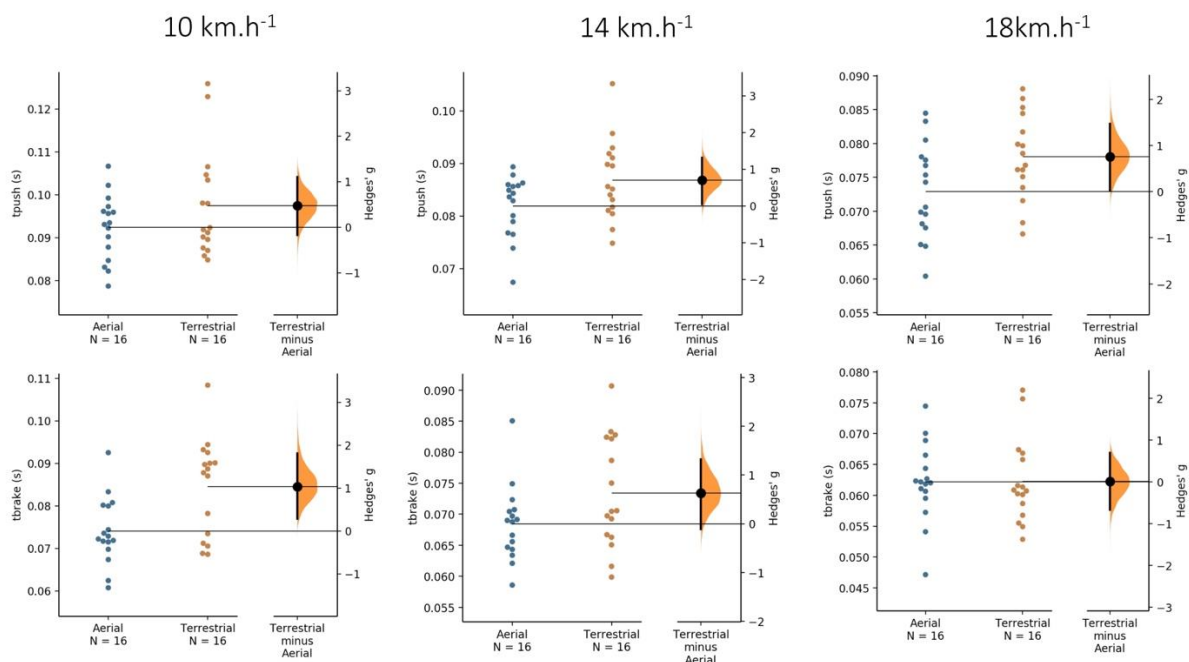 10 km.h-1
14 km.h-1
18km.h-1
tpush (s)
0.12
0.11
0.10
0.09
0.08
3
2
1
0
−1
Hedges' g
Aerial
N = 16
Terrestrial
N = 16
Terrestrial
minus
Aerial
tpush (s)
0.10
0.09
0.08
0.07
3
2
1
0
−1
−2
Hedges' g
Aerial
N = 16
Terrestrial
N = 16
Terrestrial
minus
Aerial
tpush (s)
0.090
0.085
0.080
0.075
0.070
0.065
0.060
0.055
2
1
0
−1
−2
Hedges' g
Aerial
N = 16
Terrestrial
N = 16
Terrestrial
minus
Aerial
tbrake (s)
0.11
0.10
0.09
0.08
0.07
0.06
3
2
1
0
−1
Hedges' g
Aerial
N = 16
Terrestrial
N = 16
Terrestrial
minus
Aerial
tbrake (s)
0.090
0.085
0.080
0.075
0.070
0.065
0.060
0.055
3
2
1
0
−1
−2
Hedges' g
Aerial
N = 16
Terrestrial
N = 16
Terrestrial
minus
Aerial
tbrake (s)
0.080
0.075
0.070
0.065
0.060
0.055
0.050
0.045
2
1
0
−1
−2
−3
Hedges' g
Aerial
N = 16
Terrestrial
N = 16
Terrestrial
minus
Aerial